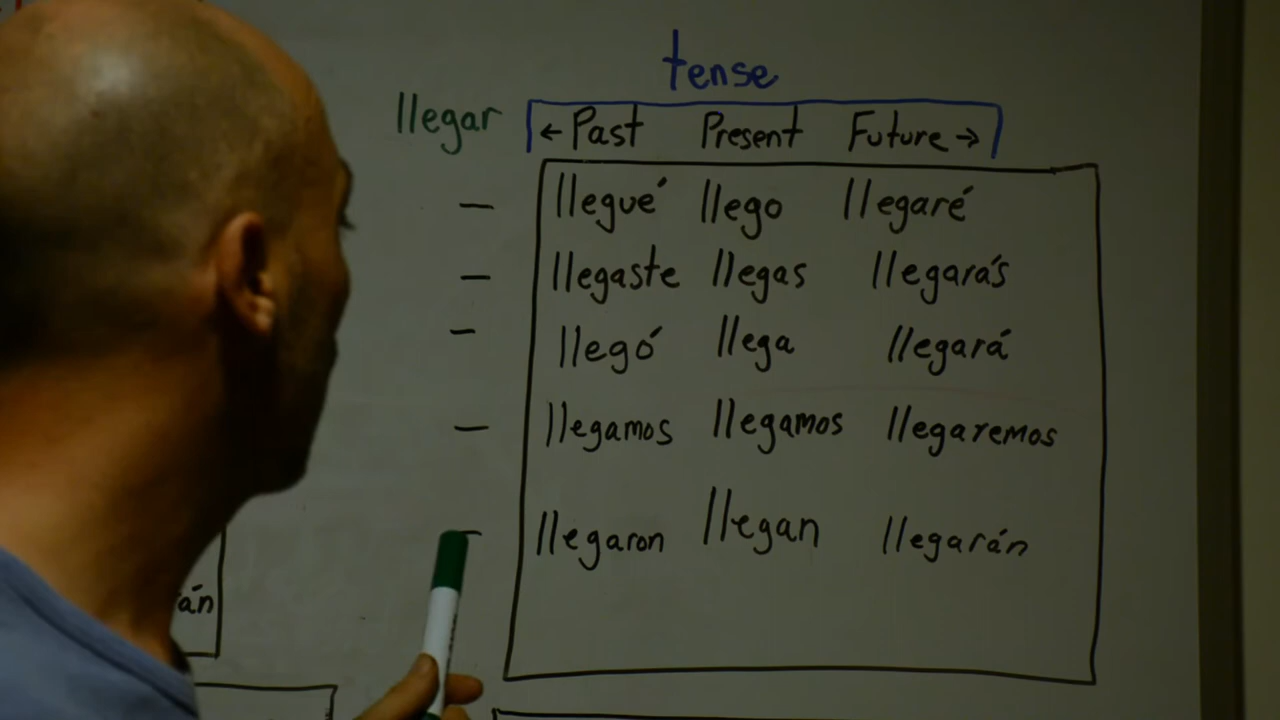 tense
llegar ← Past Present Future →
– llegué llego llegaré
– llegaste llegas llegarás
– llegó llega llegará
– llegamos llegamos llegaremos
– llegaron llegan llegarán
án